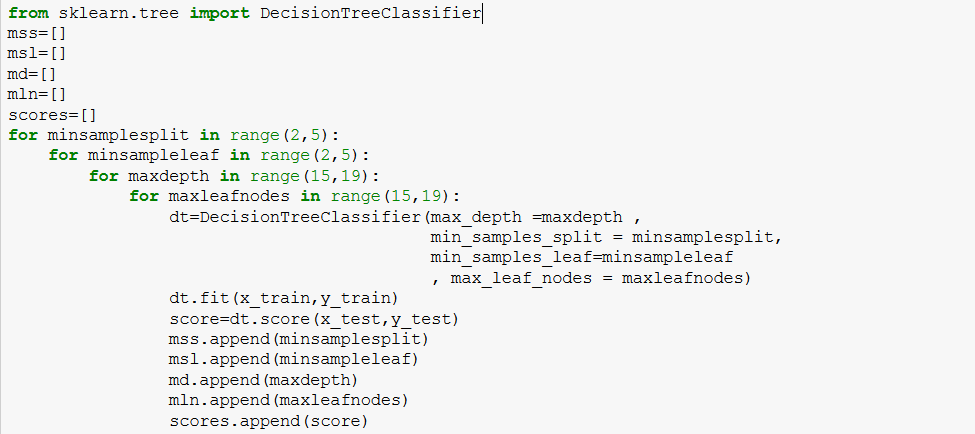 from sklearn.tree import DecisionTreeClassifier
mss=[]
msl=[]
md=[]
mln=[]
scores=[]
for minsamplesplit in range(2,5):
    for minsampleleaf in range(2,5):
        for maxdepth in range(15,19):
            for maxleafnodes in range(15,19):
                dt=DecisionTreeClassifier(max_depth =maxdepth ,
                                          min_samples_split = minsamplesplit,
                                          min_samples_leaf=minsampleleaf
                                          , max_leaf_nodes = maxleafnodes)
                dt.fit(x_train,y_train)
                score=dt.score(x_test,y_test)
                mss.append(minsamplesplit)
                msl.append(minsampleleaf)
                md.append(maxdepth)
                mln.append(maxleafnodes)
                scores.append(score)